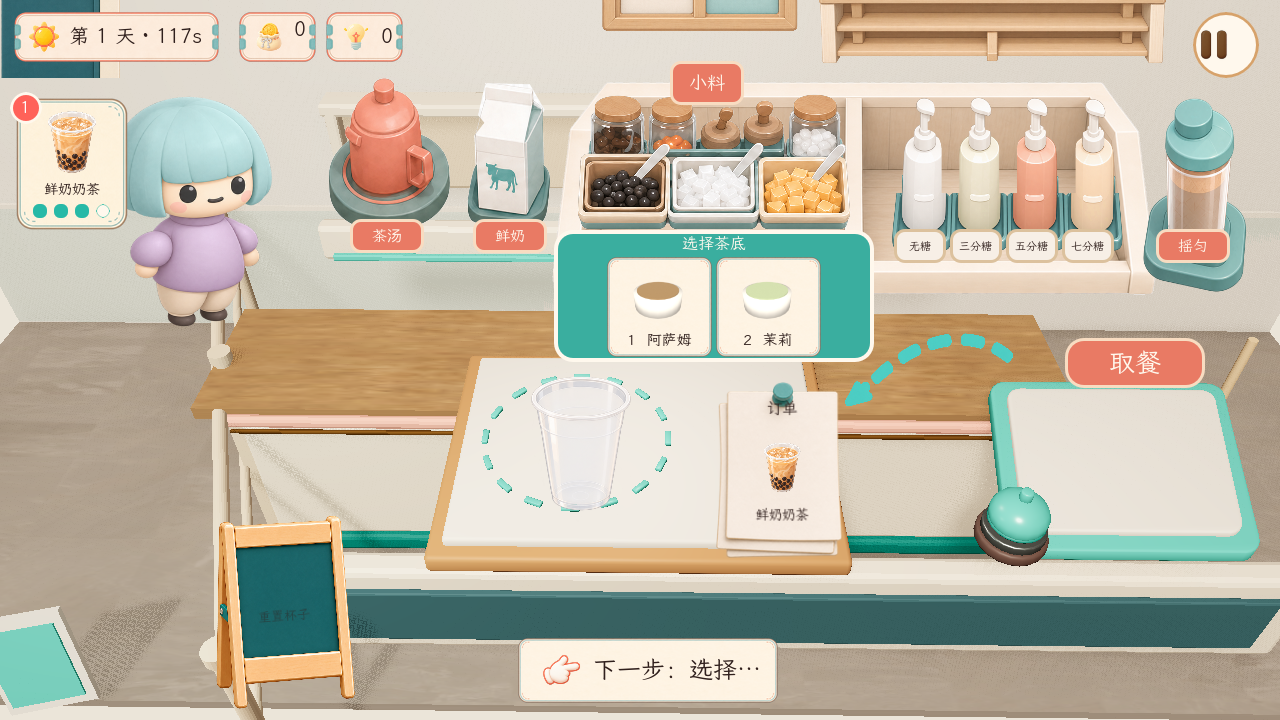 第 1 天·117s
0
0
1
鲜奶奶茶
小料
茶汤
鲜奶
无糖
三分糖
五分糖
七分糖
摇匀
选择茶底
1 阿萨姆
2 茉莉
取餐
订单
鲜奶奶茶
重置杯子
下一步：选择…